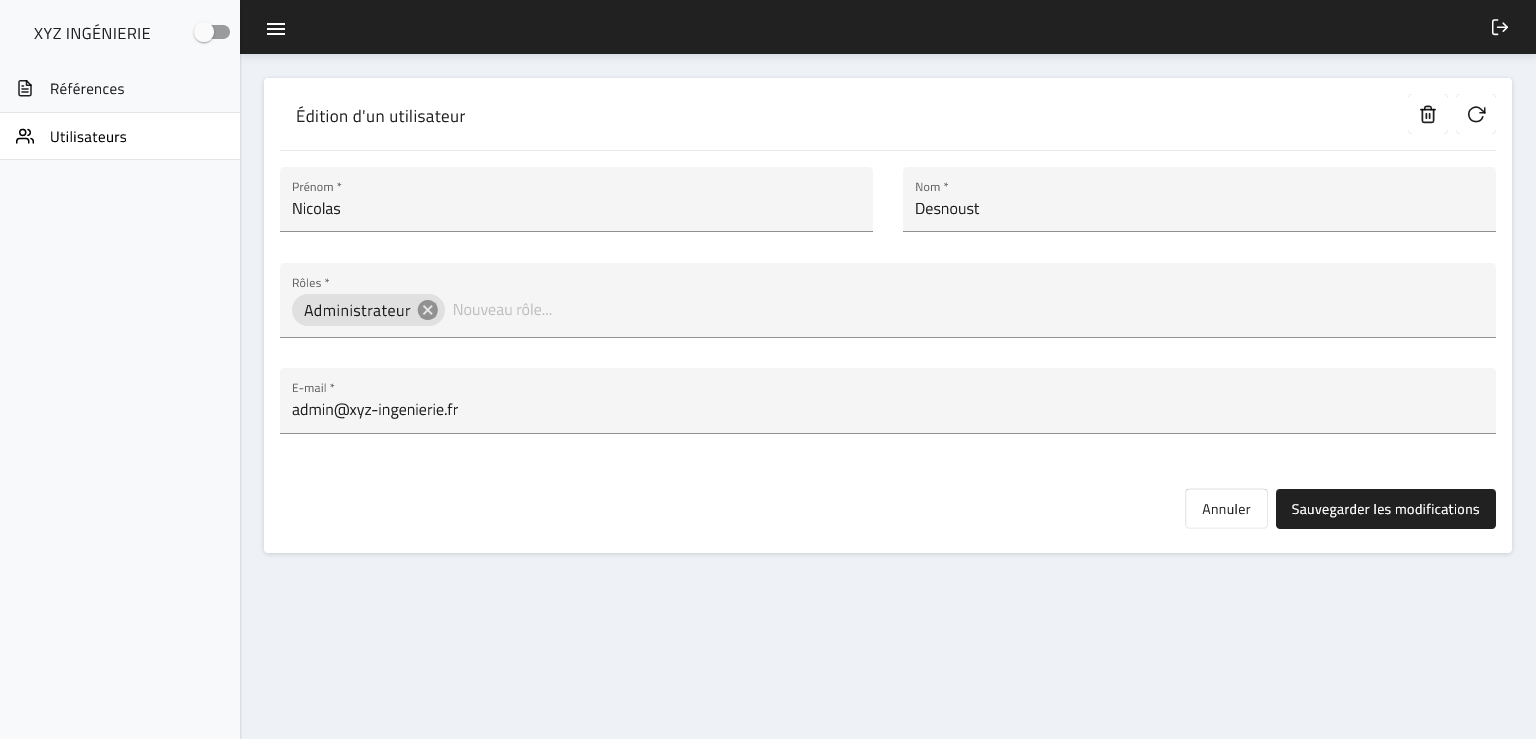 XYZ INGÉNIERIE
Références
Utilisateurs
Édition d'un utilisateur
Prénom *
Nicolas
Nom *
Desnoust
Rôles *
Administrateur Nouveau rôle...
E-mail *
admin@xyz-ingenierie.fr
Annuler
Sauvegarder les modifications